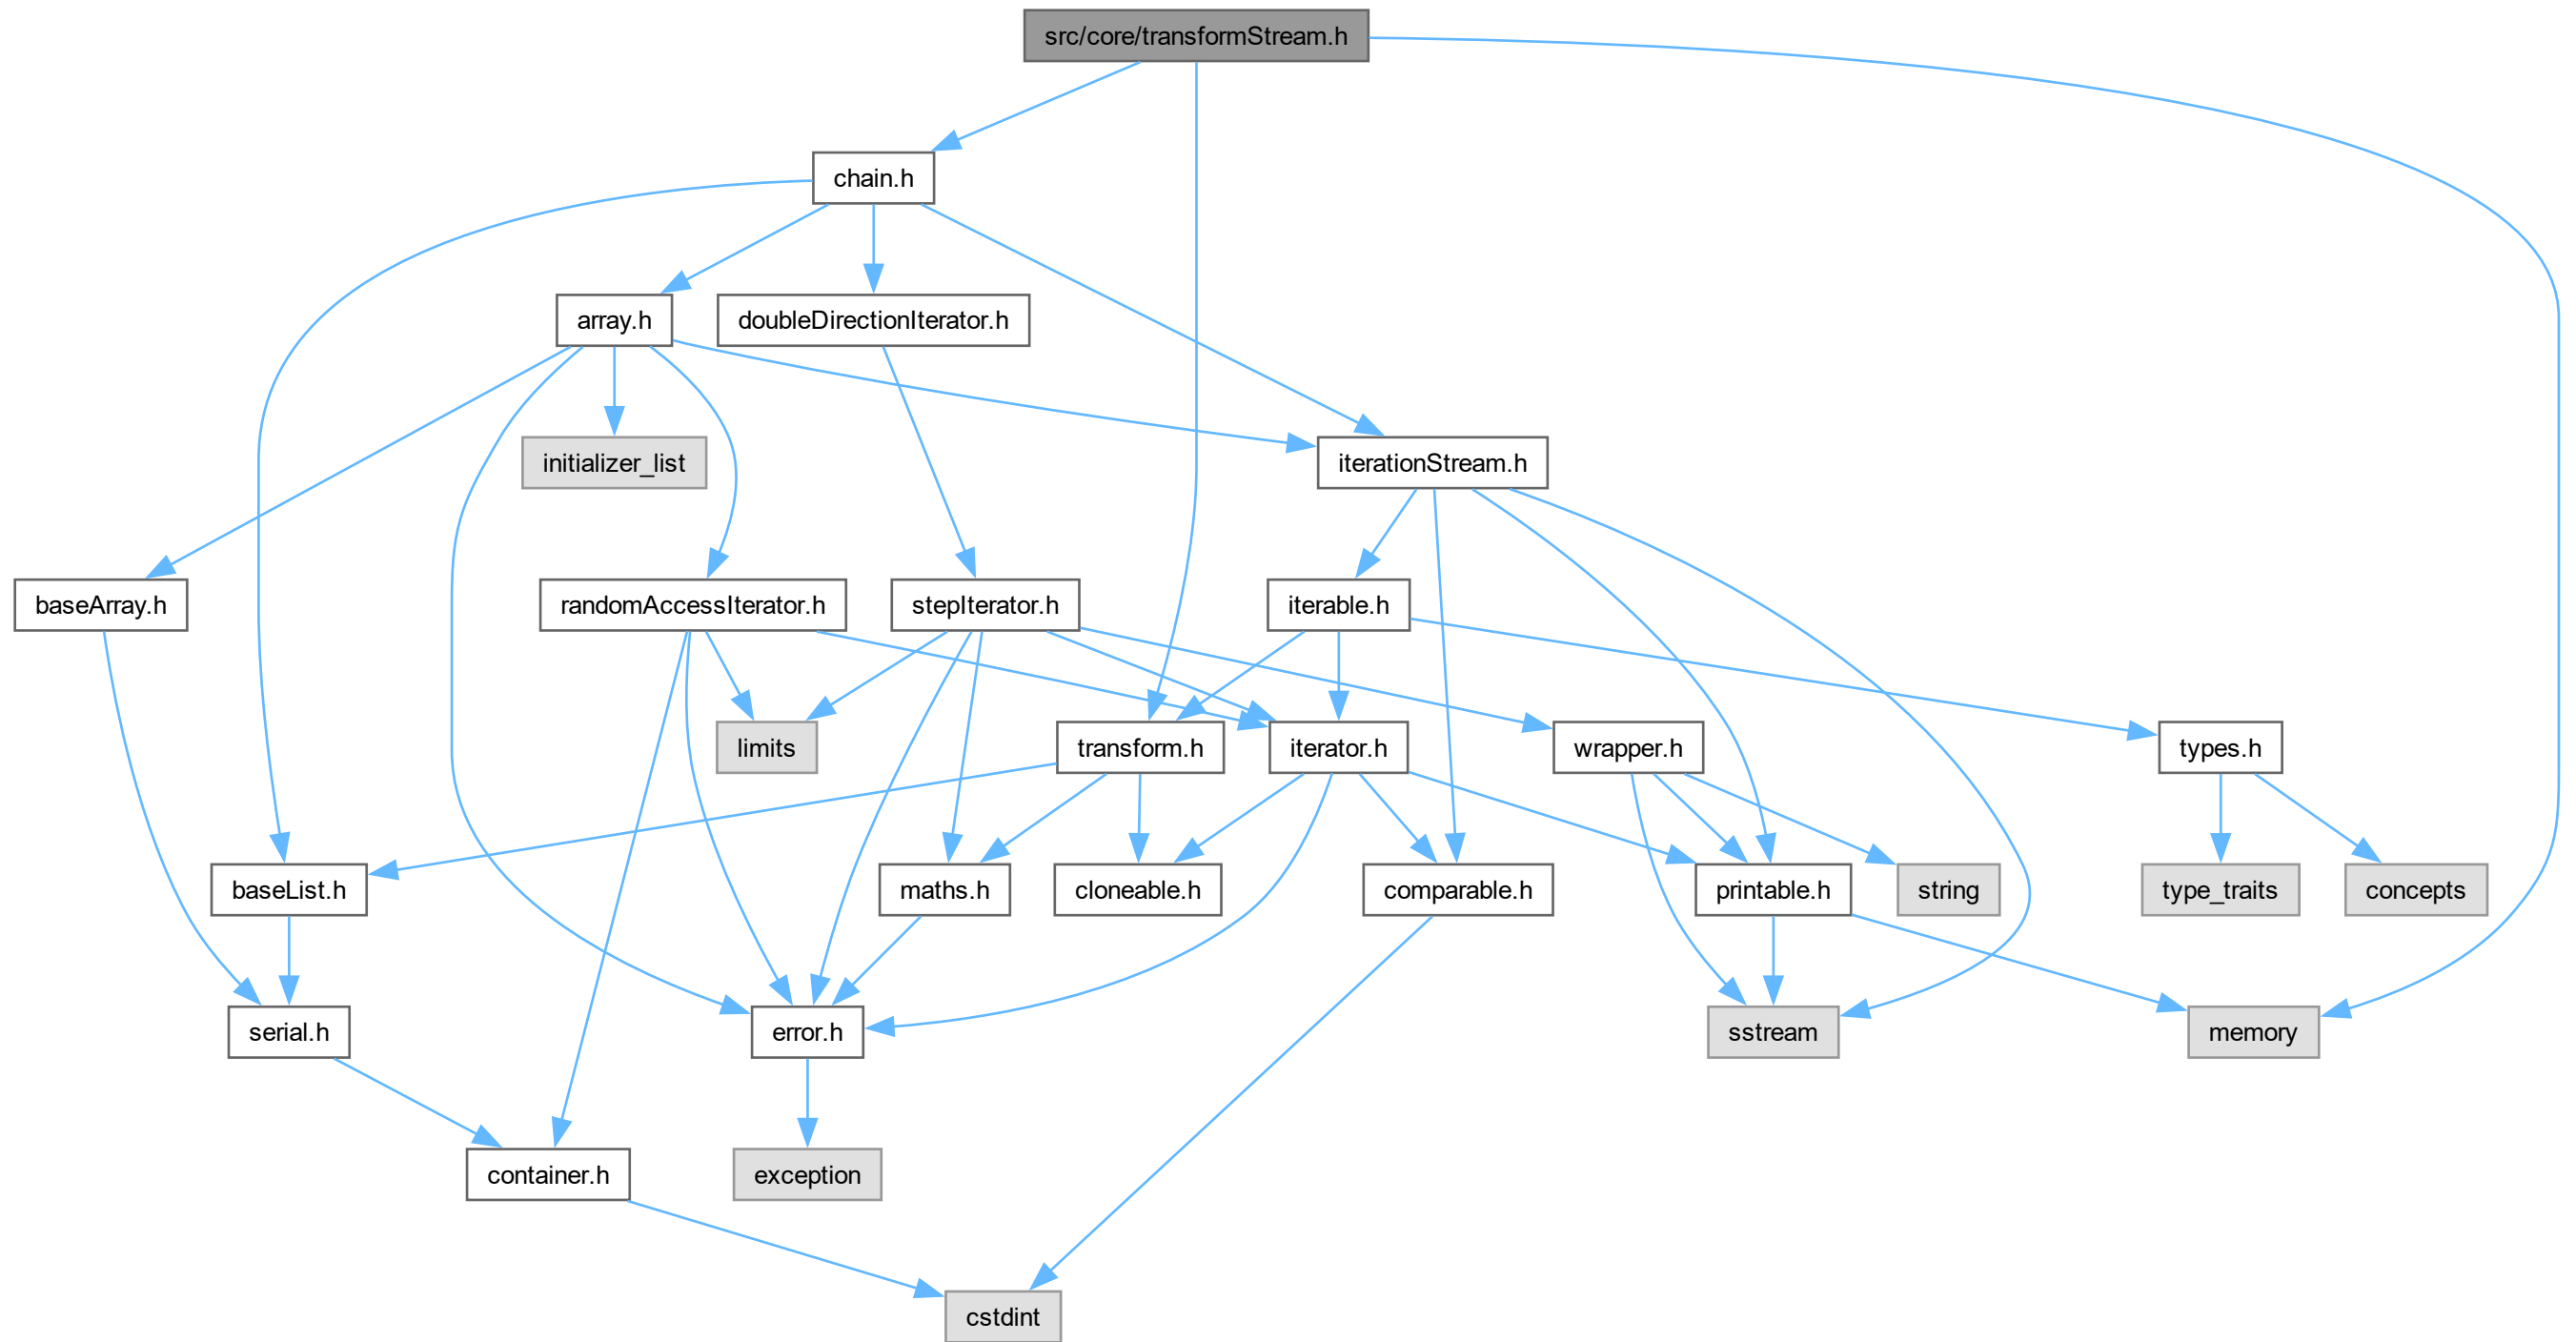 src/core/transformStream.h
chain.h
array.h
doubleDirectionIterator.h
initializer_list
iterationStream.h
baseArray.h
randomAccessIterator.h
stepIterator.h
iterable.h
limits
transform.h
iterator.h
wrapper.h
types.h
baseList.h
maths.h
cloneable.h
comparable.h
printable.h
string
type_traits
concepts
serial.h
error.h
sstream
memory
container.h
exception
cstdint